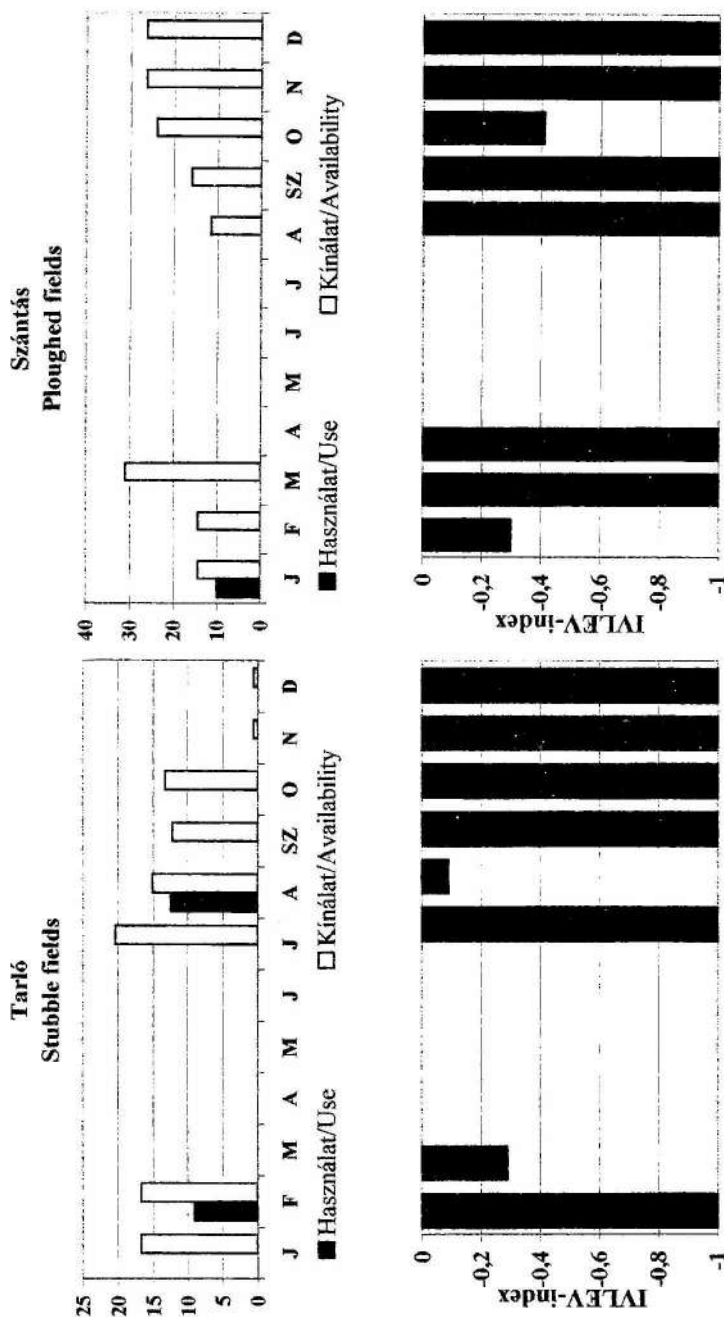 Tarló
Stubble fields
25
20
15
10
5
0
J F M A M J J A SZ O N D
Használat/Use Kínálat/Availability
0
-0,2
-0,4
-0,6
-0,8
-1
IVLEV-index
Szántás
Ploughed fields
40
30
20
10
0
J F M A M J J A SZ O N D
Használat/Use Kínálat/Availability
0
-0,2
-0,4
-0,6
-0,8
-1
IVLEV-index